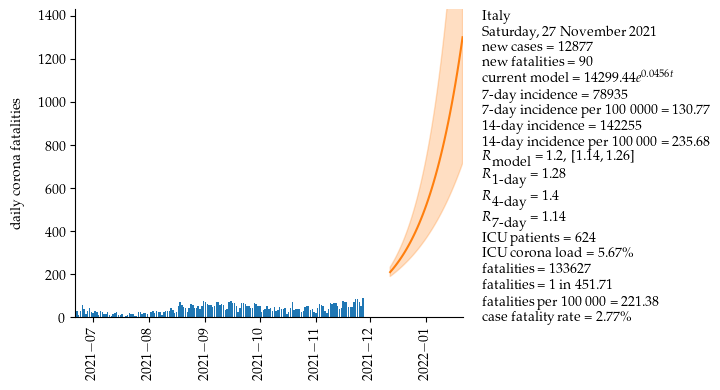 1400
1200
1000
800
600
400
200
0
daily corona fatalities
2021−07
2021−08
2021−09
2021−10
2021−11
2021−12
2022−01
Italy
Saturday, 27 November 2021
new cases = 12877
new fatalities = 90
current model = 14299.44e^0.0456t
7-day incidence = 78935
7-day incidence per 100 0000 = 130.77
14-day incidence = 142255
14-day incidence per 100 000 = 235.68
R_model = 1.2, [1.14, 1.26]
R_1-day = 1.28
R_4-day = 1.4
R_7-day = 1.14
ICU patients = 624
ICU corona load = 5.67%
fatalities = 133627
fatalities = 1 in 451.71
fatalities per 100 000 = 221.38
case fatality rate = 2.77%